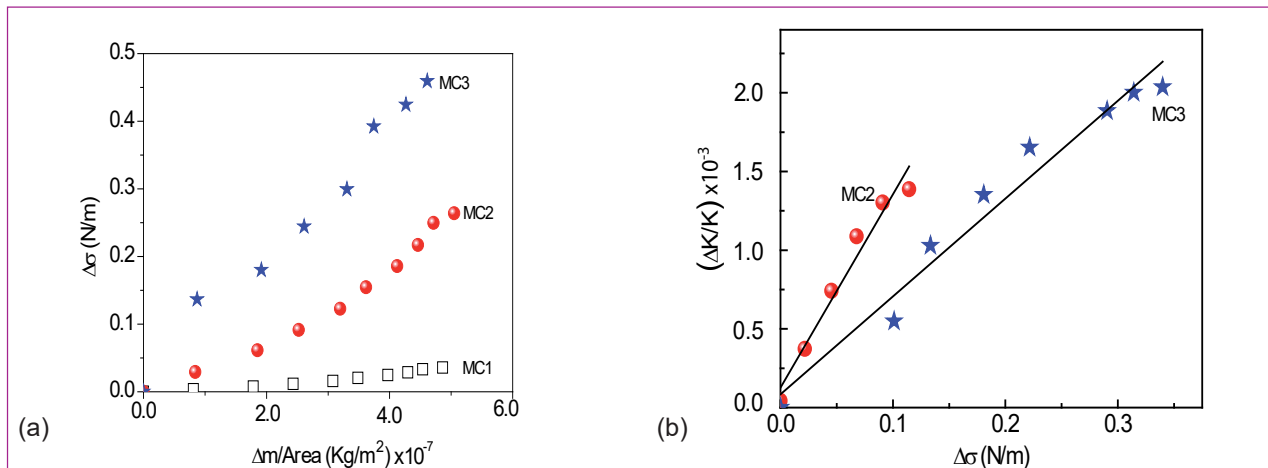 0.5
0.4
0.3
0.2
0.1
0.0
Δσ (N/m)
MC3
MC2
MC1
0.0 2.0 4.0 6.0
Δm/Area (Kg/m²) x10⁻⁷
(a)
2.0
1.5
1.0
0.5
0.0
(ΔK/K) x10⁻³
MC2
MC3
0.0 0.1 0.2 0.3
Δσ (N/m)
(b)